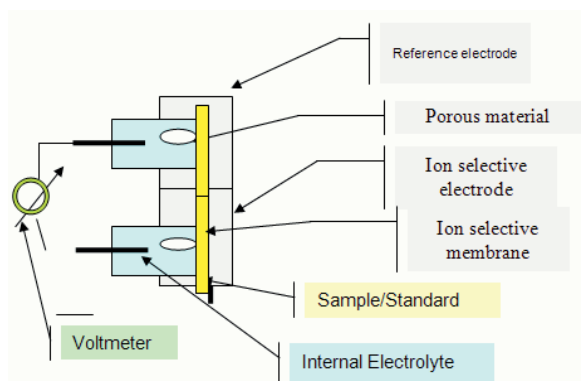 Reference electrode
Porous material
Ion selective
electrode
Ion selective
membrane
Sample/Standard
Voltmeter
Internal Electrolyte